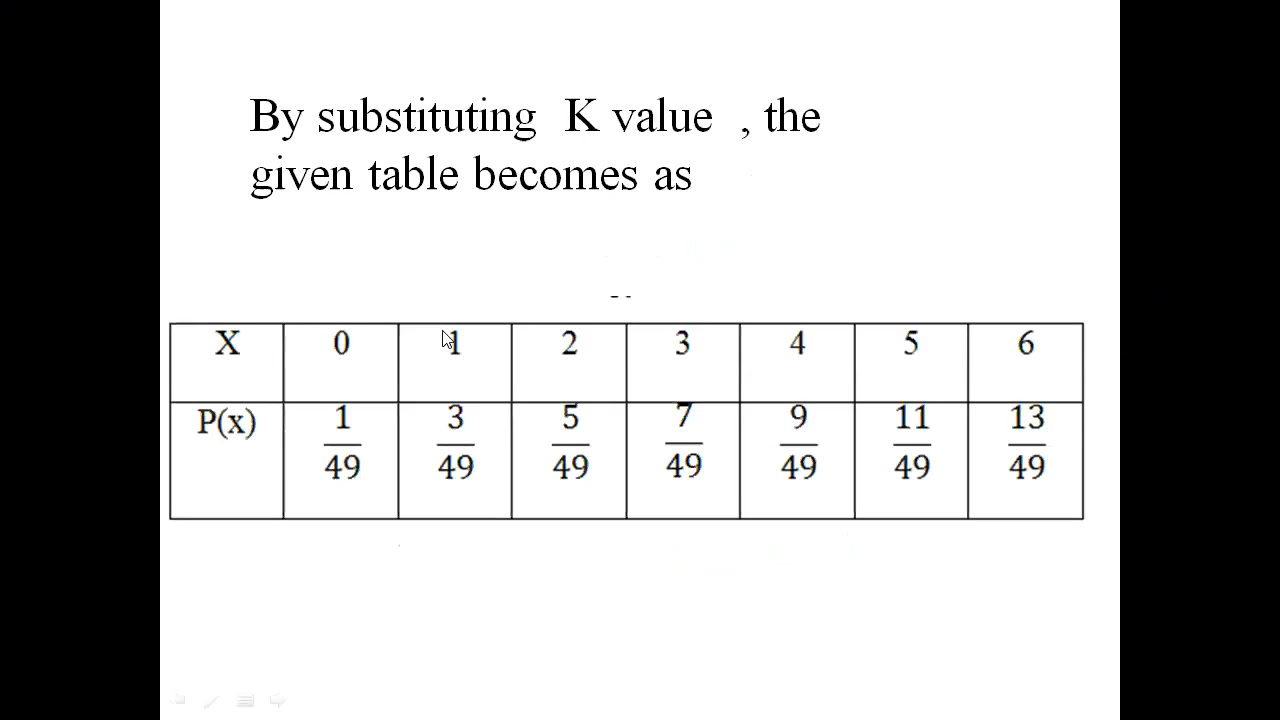 By substituting K value , the
given table becomes as
X 0 1 2 3 4 5 6
P(x) 1/49 3/49 5/49 7/49 9/49 11/49 13/49